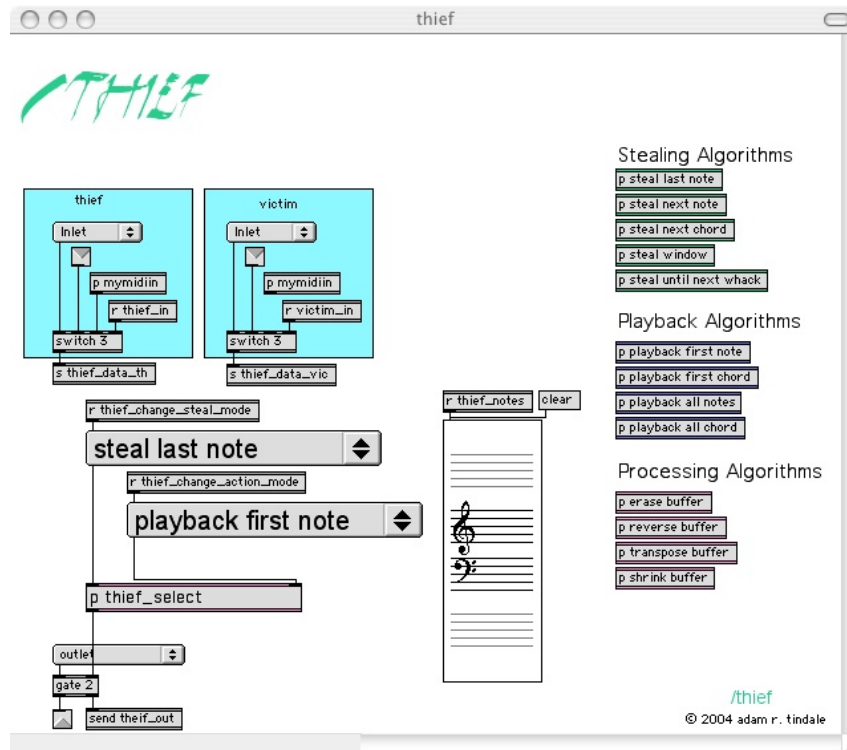 thief
/THIEF
thief
Inlet
p mymidiin
r thief_in
switch 3
s thief_data_th
victim
Inlet
p mymidiin
r victim_in
switch 3
s thief_data_vic
r thief_change_steal_mode
steal last note
r thief_change_action_mode
playback first note
p thief_select
outlet
gate 2
send theif_out
r thief_notes
clear
Stealing Algorithms
p steal last note
p steal next note
p steal next chord
p steal window
p steal until next whack
Playback Algorithms
p playback first note
p playback first chord
p playback all notes
p playback all chord
Processing Algorithms
p erase buffer
p reverse buffer
p transpose buffer
p shrink buffer
/thief
© 2004 adam r. tindale